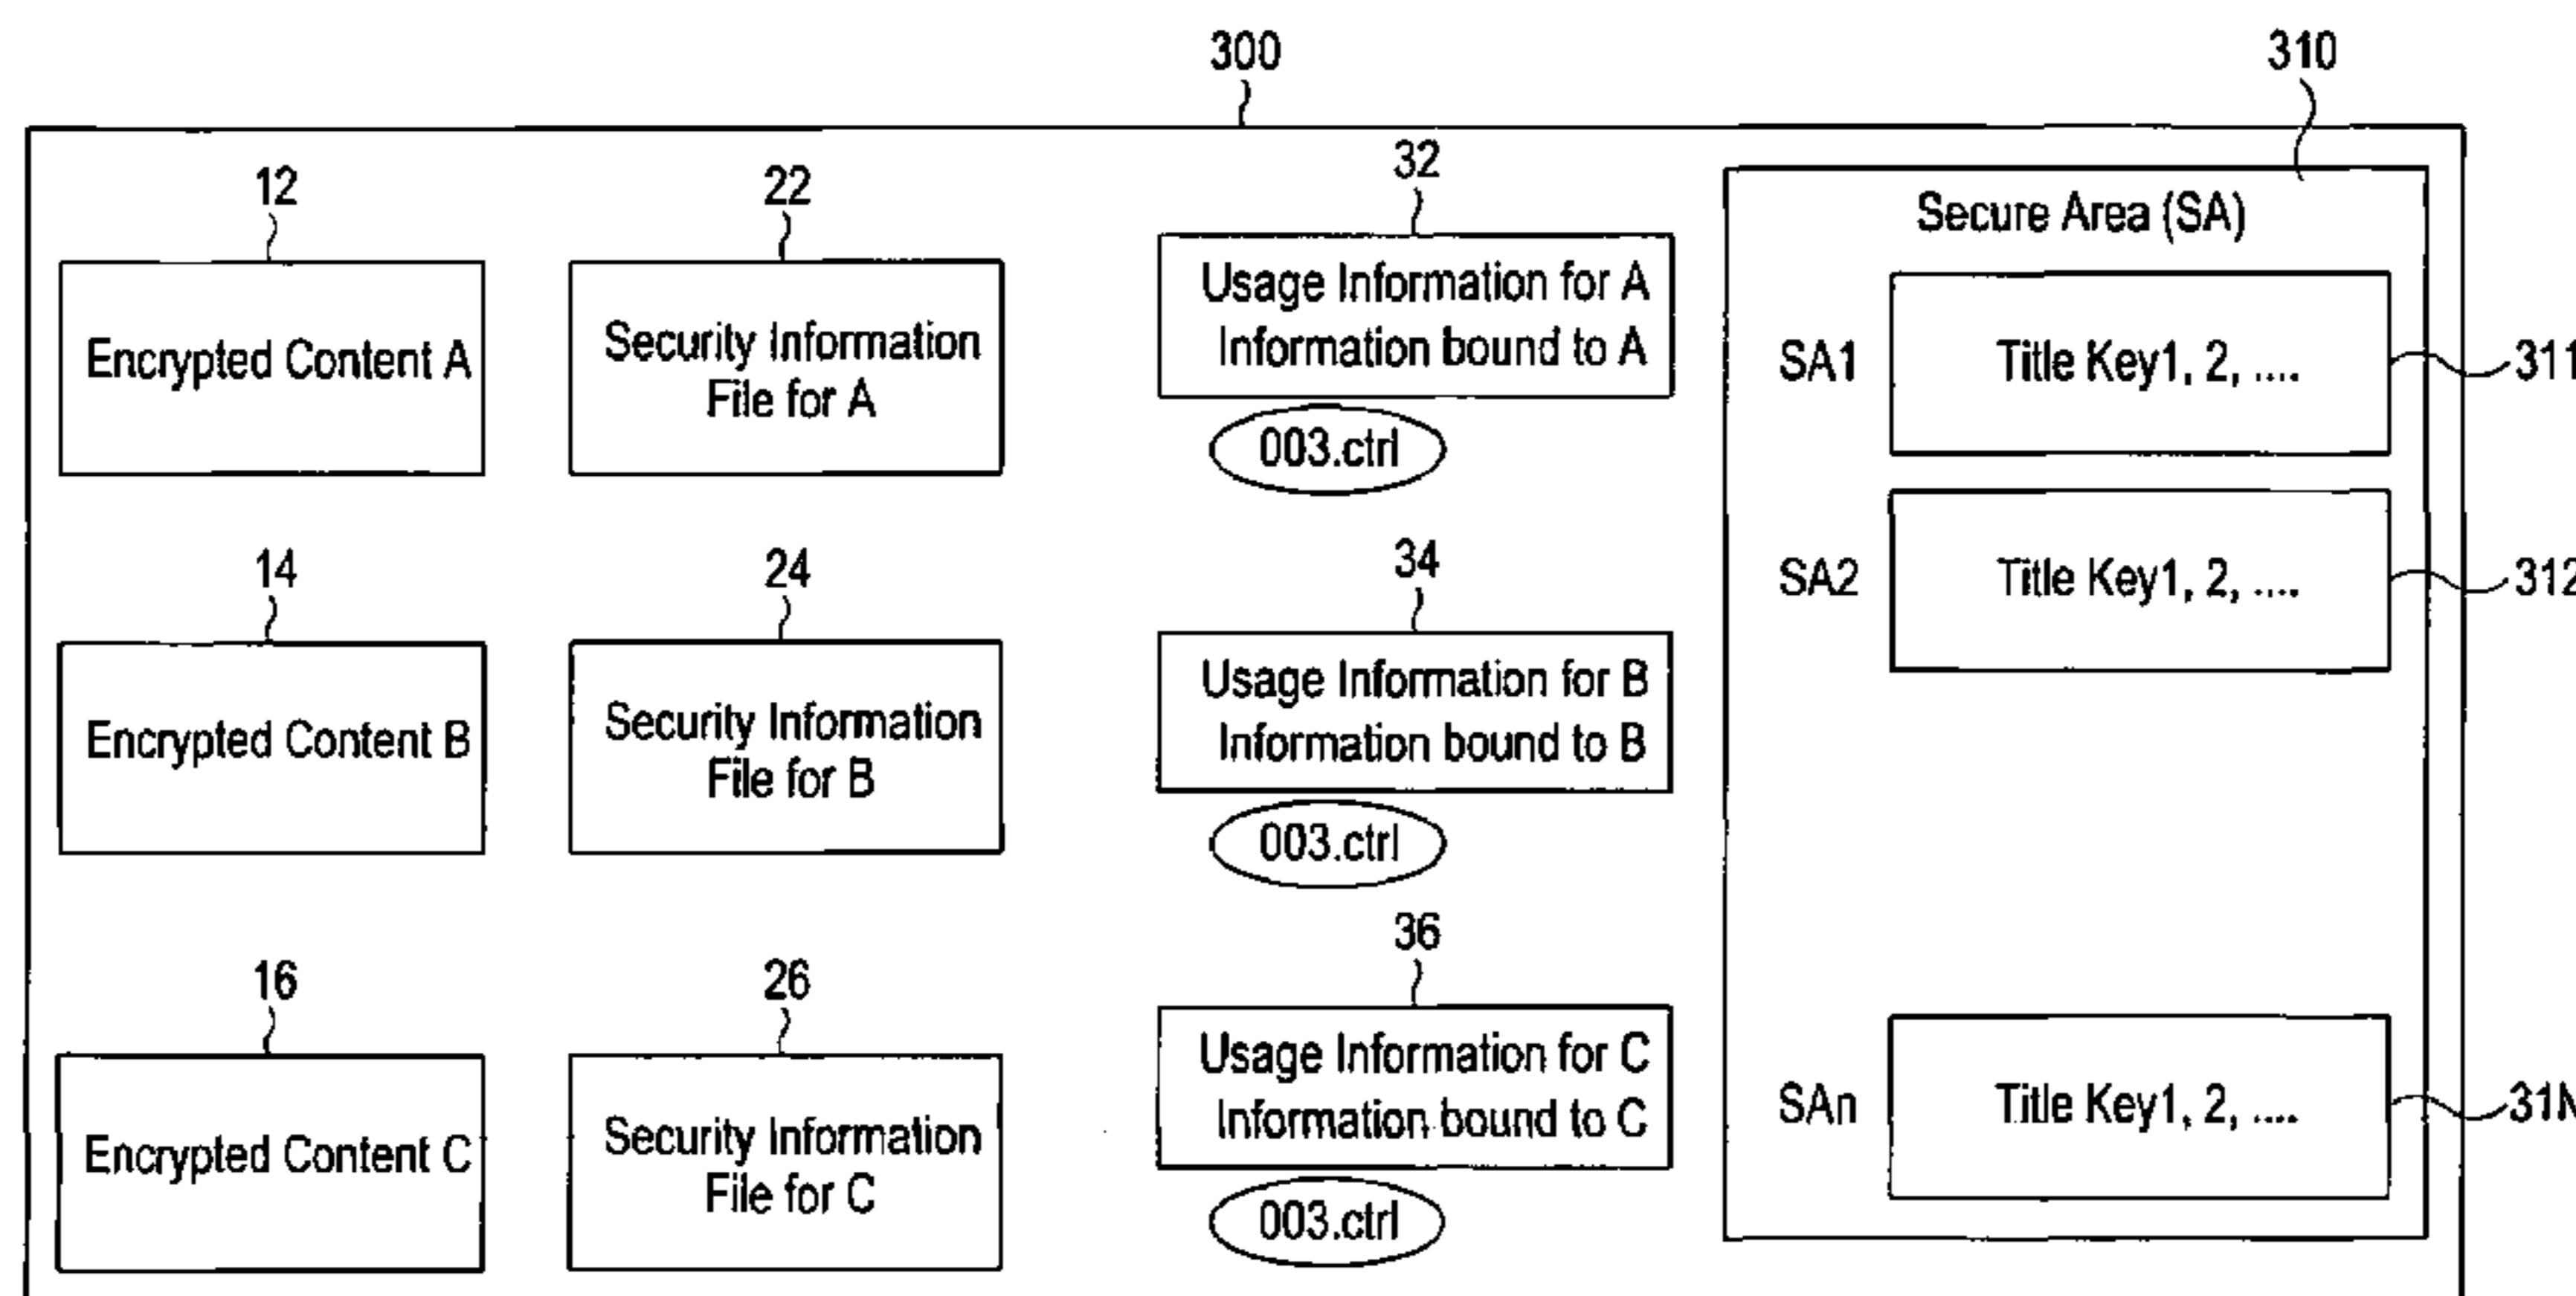 300
310
12
22
32
Secure Area (SA)
Encrypted Content A
Security Information
File for A
Usage Information for A
Information bound to A
003.ctrl
SA1
Title Key1, 2, ....
311
14
24
34
SA2
Title Key1, 2, ....
312
Encrypted Content B
Security Information
File for B
Usage Information for B
Information bound to B
003.ctrl
16
26
36
Encrypted Content C
Security Information
File for C
Usage Information for C
Information bound to C
003.ctrl
SAn
Title Key1, 2, ....
31N